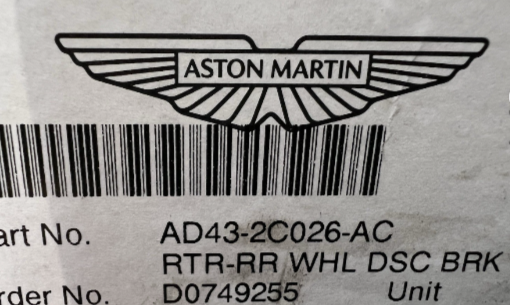 ASTON MARTIN
art No. AD43-2C026-AC
RTR-RR WHL DSC BRK
rder No. D0749255 Unit